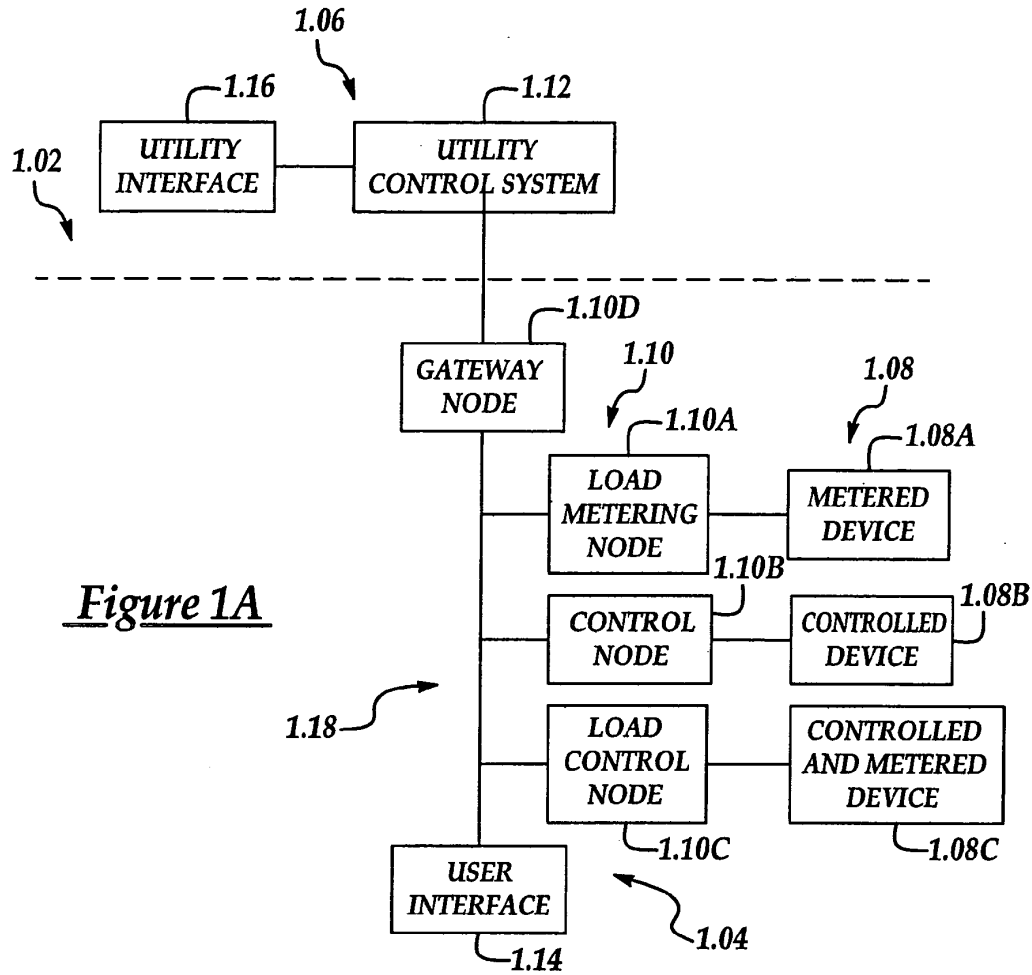 1.06
1.16
1.12
1.02
UTILITY
INTERFACE
UTILITY
CONTROL SYSTEM
1.10D
GATEWAY
NODE
1.10
1.08
1.10A
1.08A
LOAD
METERING
NODE
METERED
DEVICE
Figure 1A
1.10B
1.08B
CONTROL
NODE
CONTROLLED
DEVICE
1.18
LOAD
CONTROL
NODE
CONTROLLED
AND METERED
DEVICE
1.10C
1.08C
USER
INTERFACE
1.04
1.14